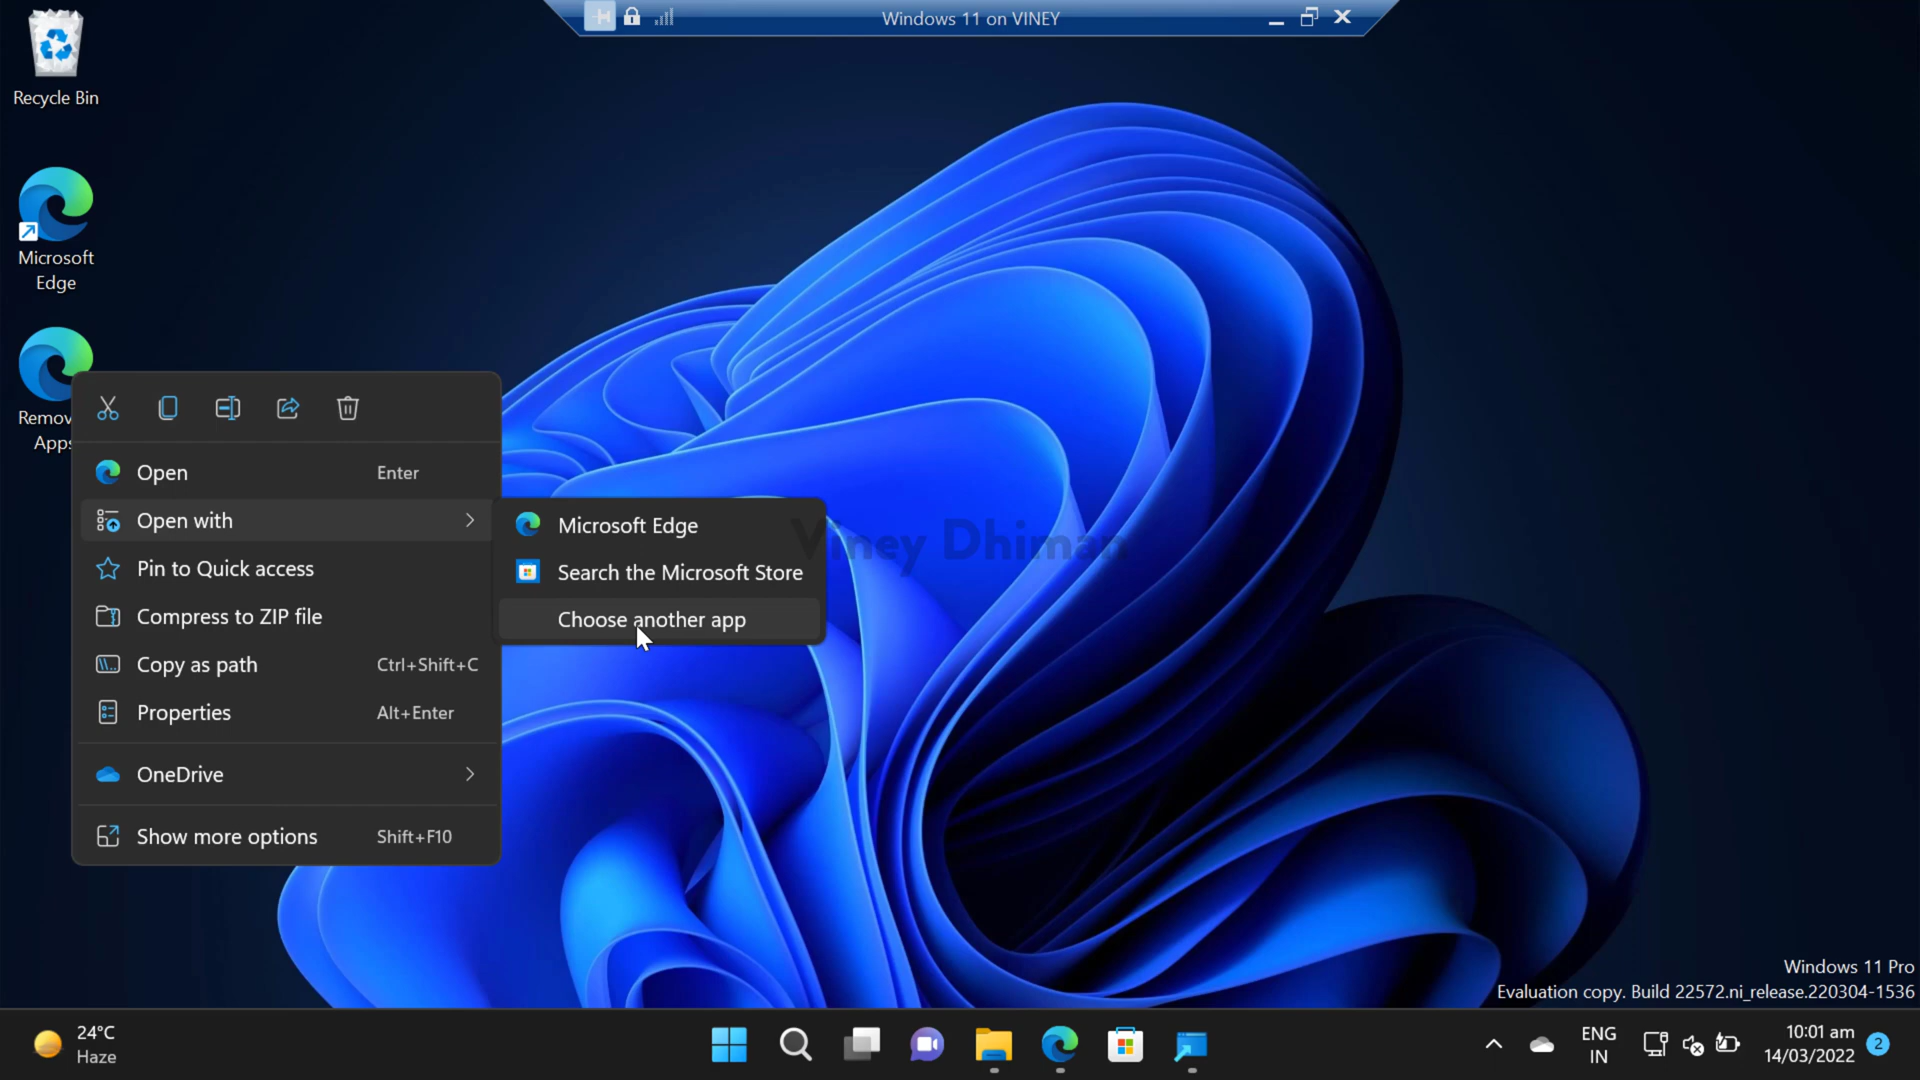 Windows 11 on VINEY
Recycle Bin
Microsoft
Edge
Remov
Apps
Open Enter
Open with
Pin to Quick access
Compress to ZIP file
Copy as path Ctrl+Shift+C
Properties Alt+Enter
OneDrive
Show more options Shift+F10
Microsoft Edge
Search the Microsoft Store
Choose another app
Viney Dhiman
Windows 11 Pro
Evaluation copy. Build 22572.ni_release.220304-1536
24°C
Haze
ENG
IN
10:01 am
14/03/2022
2